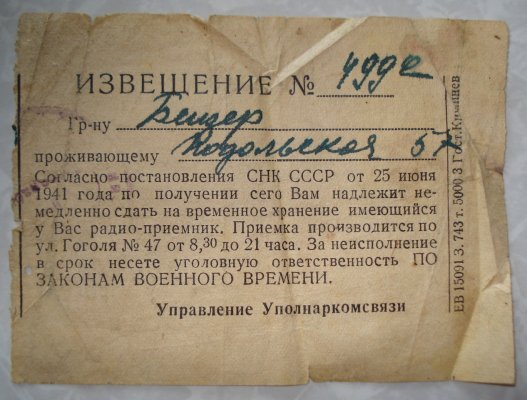 ИЗВЕЩЕНИЕ № 499е
Гр-ну Бецер
проживающему Подольская 57
Согласно постановления СНК СССР от 25 июня
1941 года по получении сего Вам надлежит не-
медленно сдать на временное хранение имеющийся
у Вас радио-приемник. Приемка производится по
ул. Гоголя № 47 от 8,30 до 21 часа. За неисполнение
в срок несете уголовную ответственность ПО
ЗАКОНАМ ВОЕННОГО ВРЕМЕНИ.
Управление Уполнаркомсвязи
ЕВ 15091 З. 743 т. 5000 3 Гост.